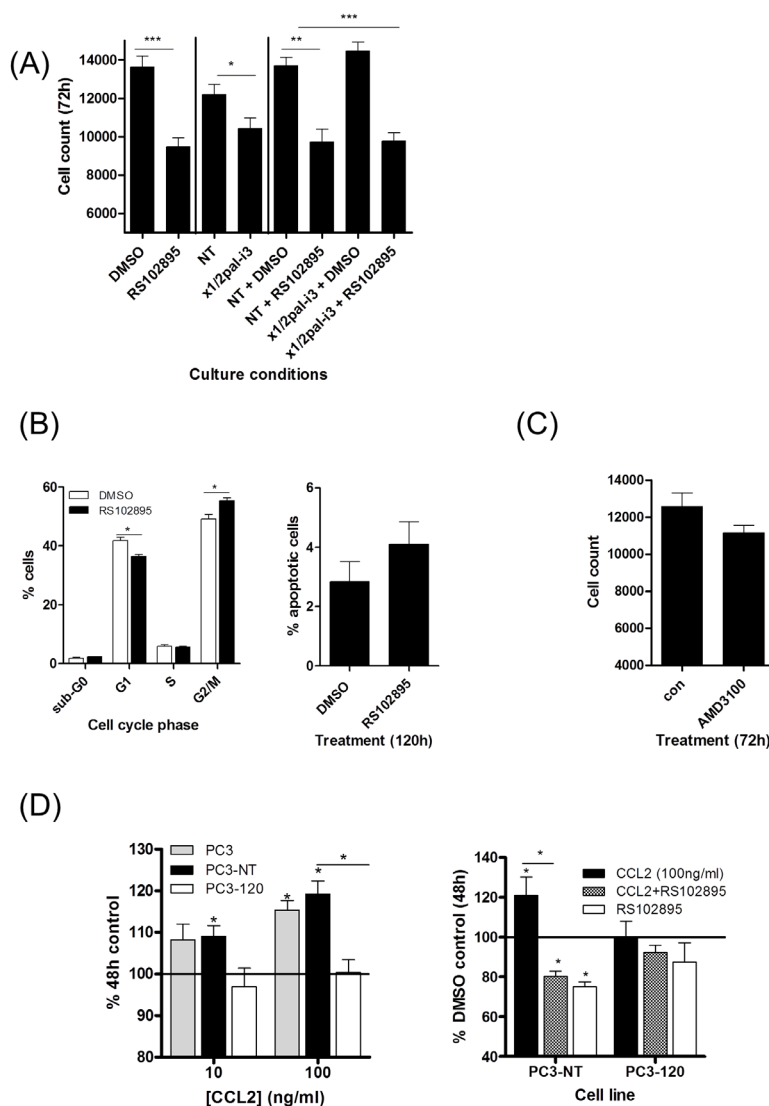 (A)
***
*
**
***
Cell count (72h)
14000
12000
10000
8000
6000
DMSO
RS102895
NT
x1/2pal-i3
NT + DMSO
NT + RS102895
x1/2pal-i3 + DMSO
x1/2pal-i3 + RS102895
Culture conditions
(B)
% cells
60
40
20
0
DMSO
RS102895
*
*
sub-G0
G1
S
G2/M
Cell cycle phase
% apoptotic cells
6
4
2
0
DMSO
RS102895
Treatment (120h)
(C)
Cell count
14000
12000
10000
8000
6000
4000
con
AMD3100
Treatment (72h)
(D)
% 48h control
130
120
110
100
90
80
PC3
PC3-NT
PC3-120
*
*
*
*
10
100
[CCL2] (ng/ml)
% DMSO control (48h)
140
120
100
80
60
40
*
*
*
*
CCL2 (100ng/ml)
CCL2+RS102895
RS102895
PC3-NT
PC3-120
Cell line